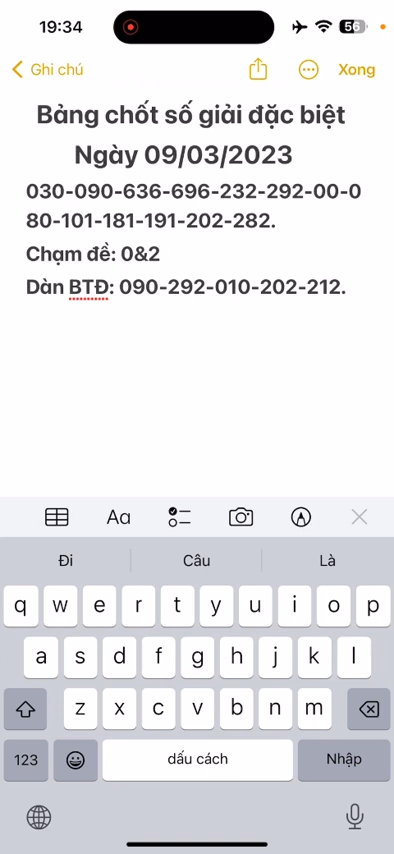 19:34
56
Ghi chú
Xong
Bảng chốt số giải đặc biệt
Ngày 09/03/2023
030-090-636-696-232-292-00-0
80-101-181-191-202-282.
Chạm đề: 0&2
Dàn BTĐ: 090-292-010-202-212.
Aa
Đi Câu Là
q w e r t y u i o p
a s d f g h j k l
z x c v b n m
123 dấu cách Nhập